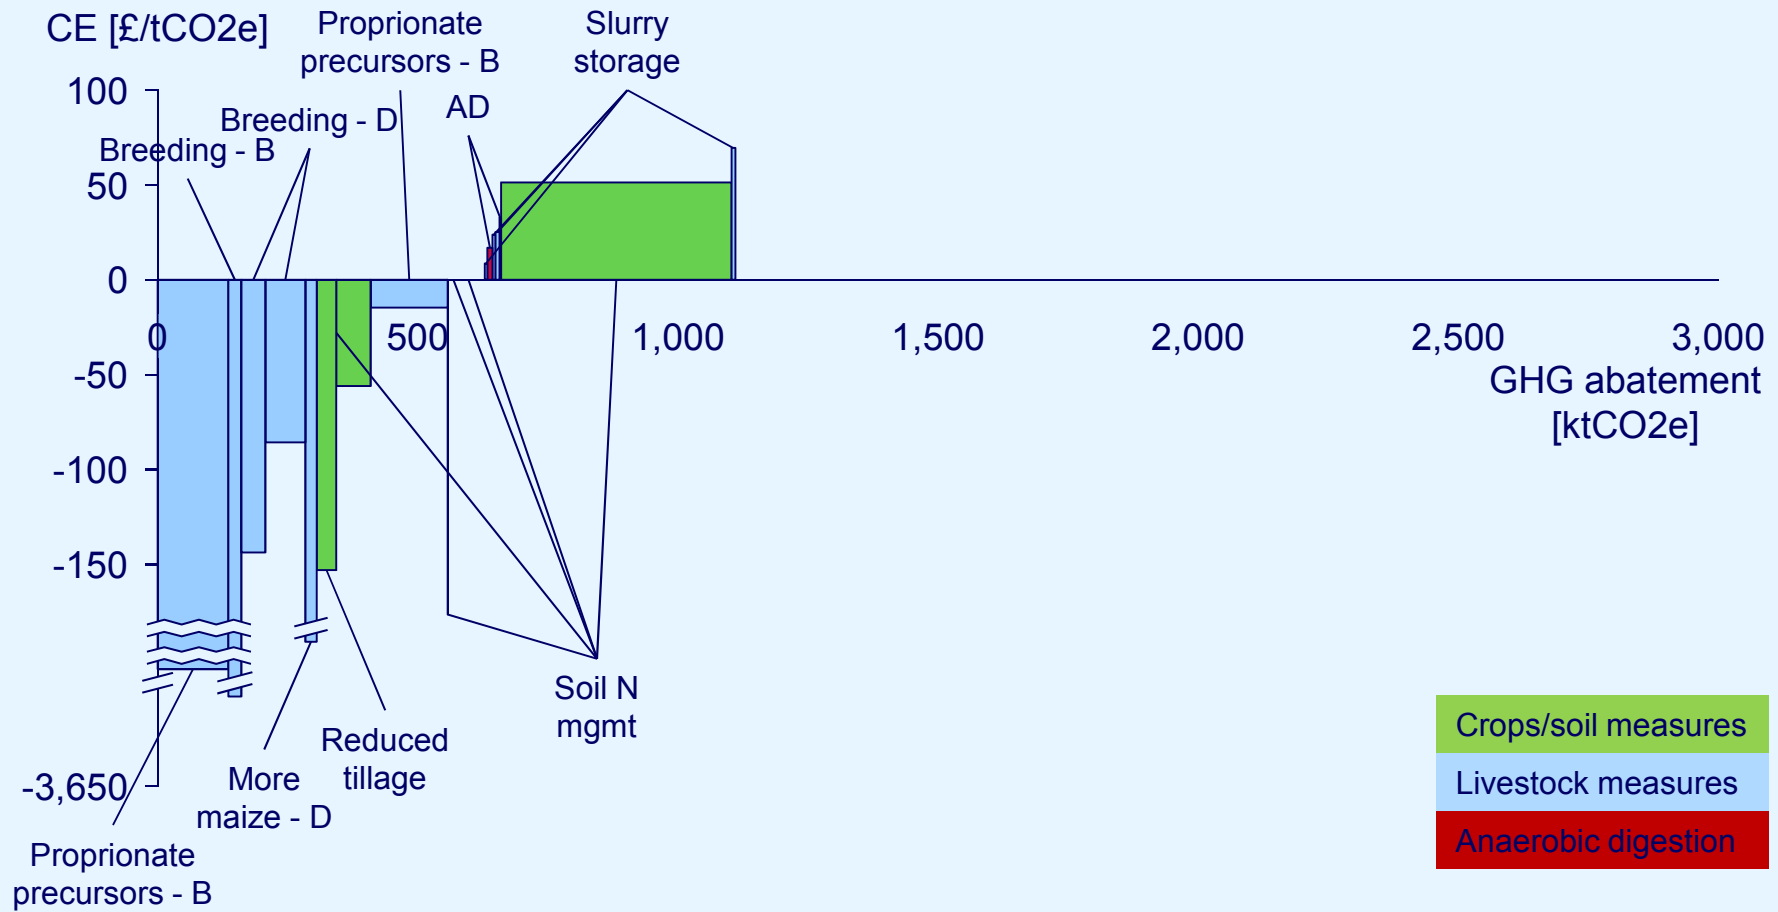 CE [£/tCO2e]
Proprionate
precursors - B
Slurry
storage
100
Breeding - D
AD
Breeding - B
50
0
0
500
1,000
1,500
2,000
2,500
3,000
GHG abatement
[ktCO2e]
-50
-100
-150
Soil N
mgmt
Reduced
tillage
-3,650
More
maize - D
Proprionate
precursors - B
Crops/soil measures
Livestock measures
Anaerobic digestion